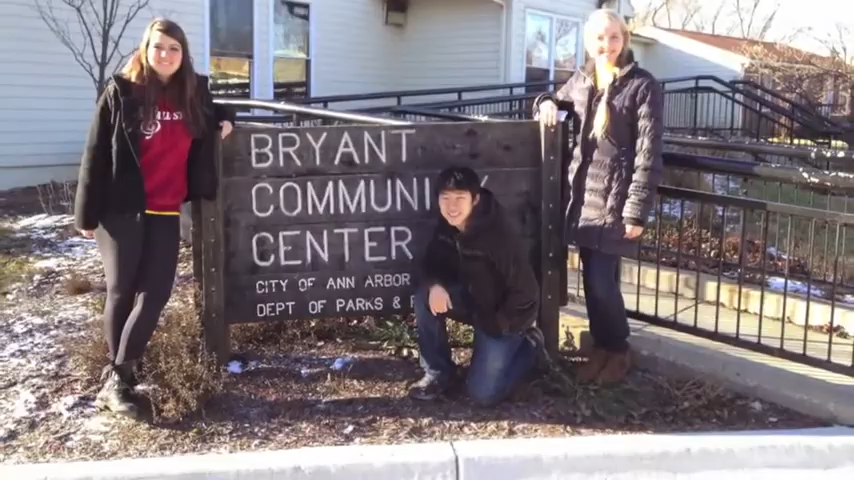 BRYANT
COMMUNI
CENTER
CITY OF ANN ARBOR
DEPT OF PARKS &